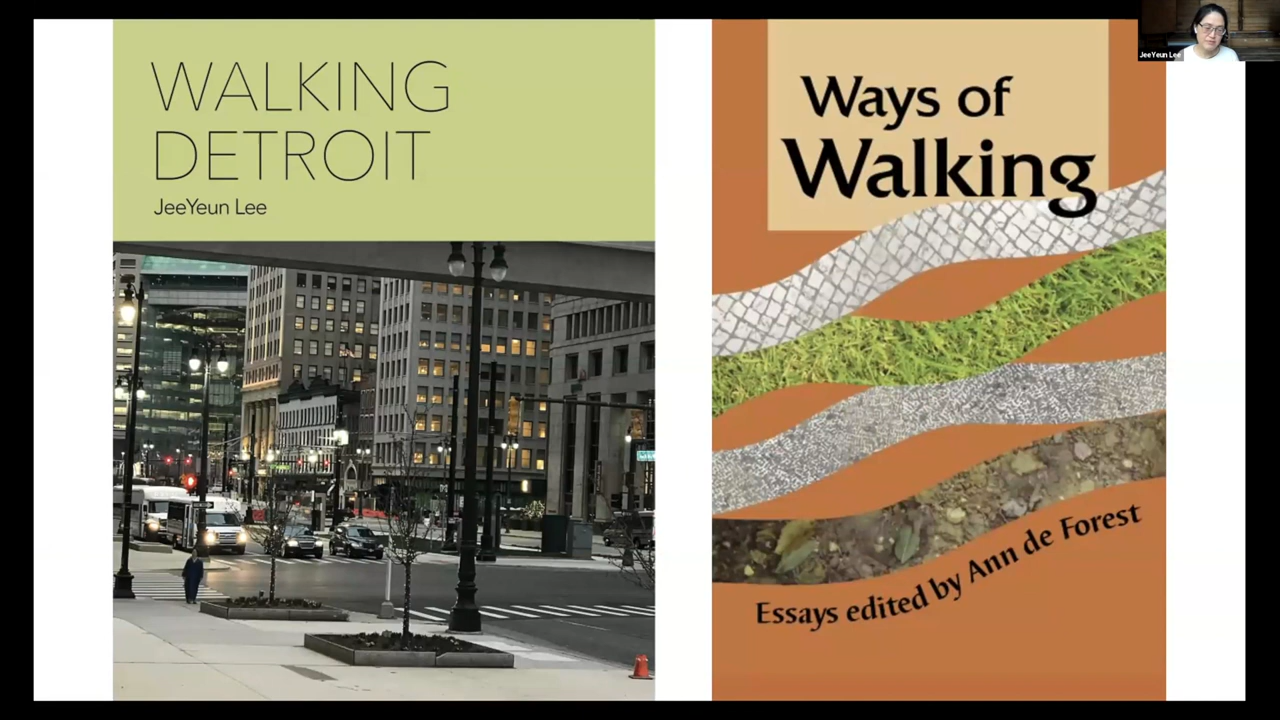 WALKING
DETROIT
JeeYeun Lee
Ways of
Walking
Essays edited by Ann de Forest
JeeYeun Lee